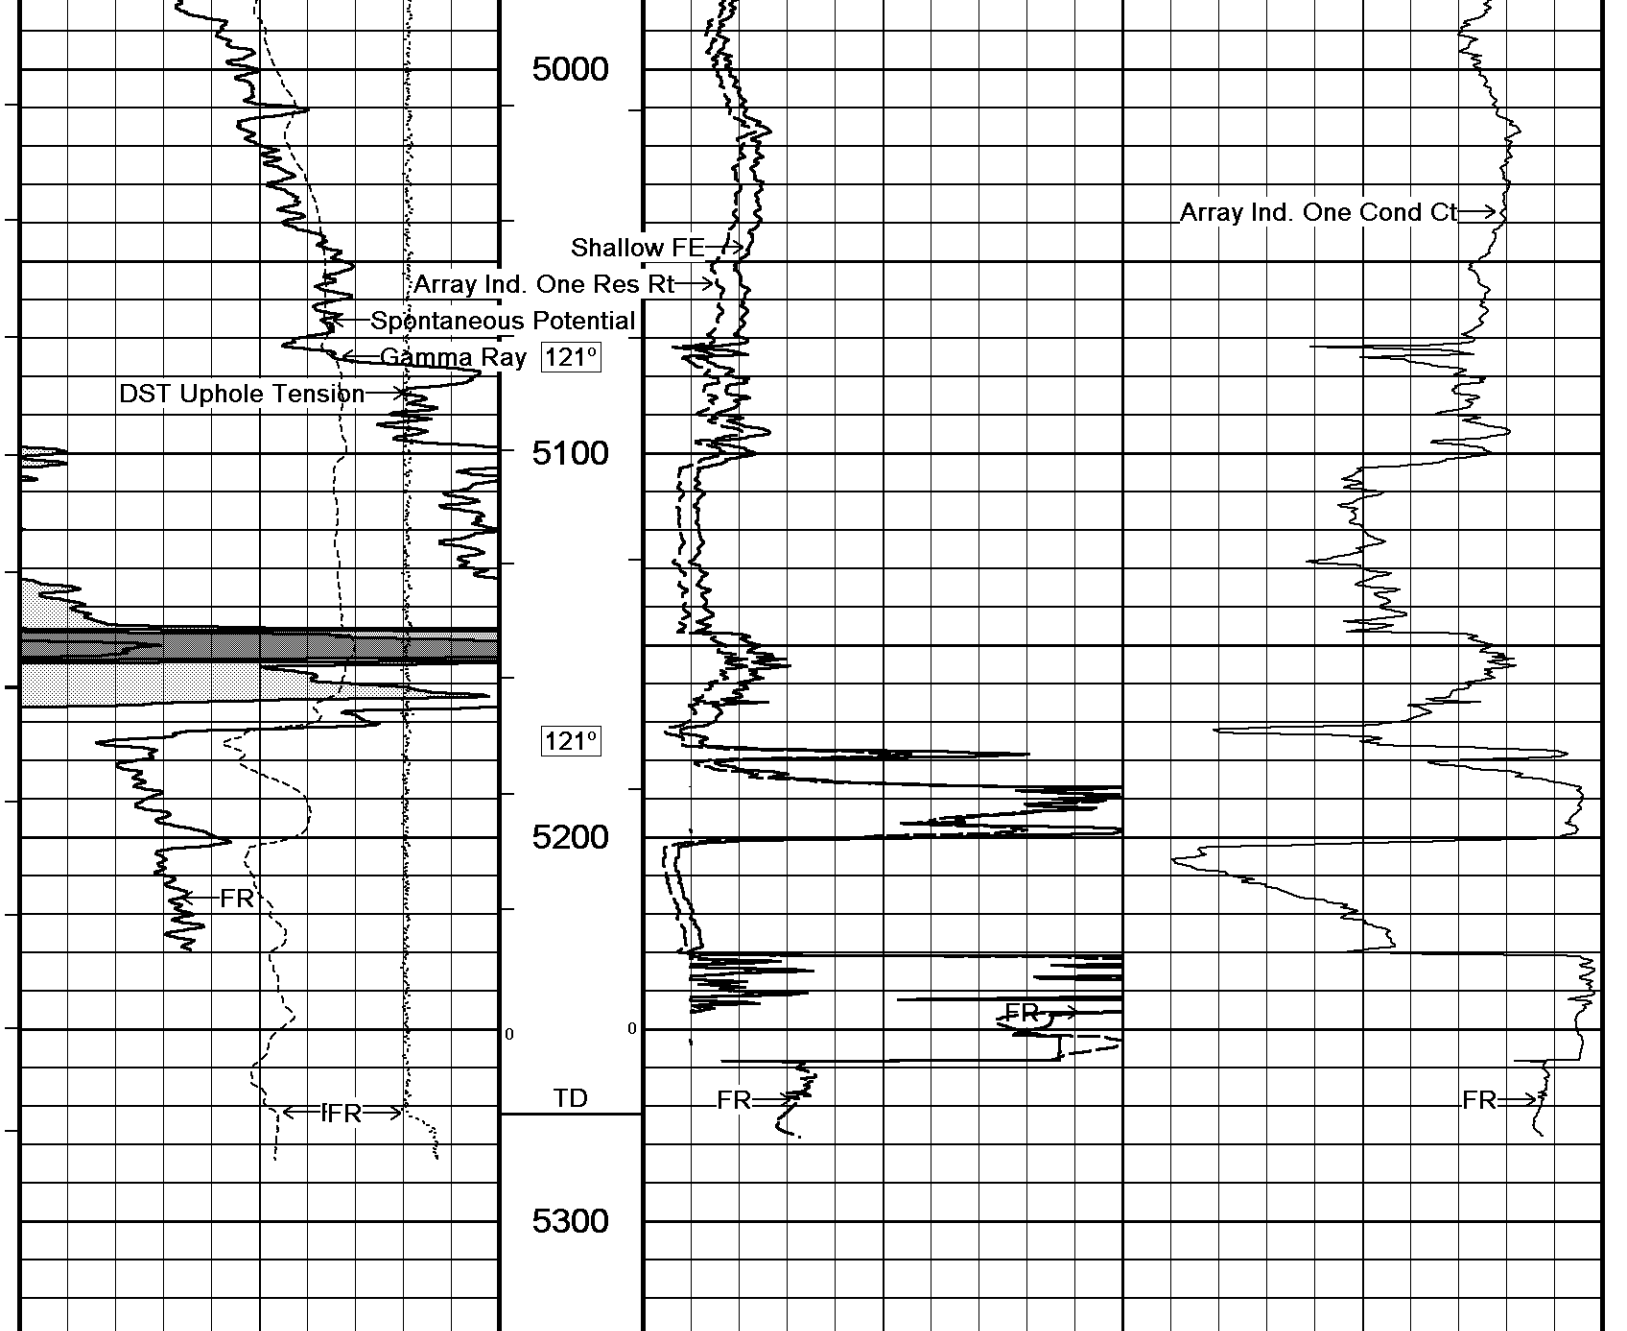 5000
Array Ind. One Cond Ct
Shallow FE
Array Ind. One Res Rt
Spontaneous Potential
Gamma Ray 121°
DST Uphole Tension
5100
121°
5200
FR
FR
0 0
TD
FR
FR
FR
5300